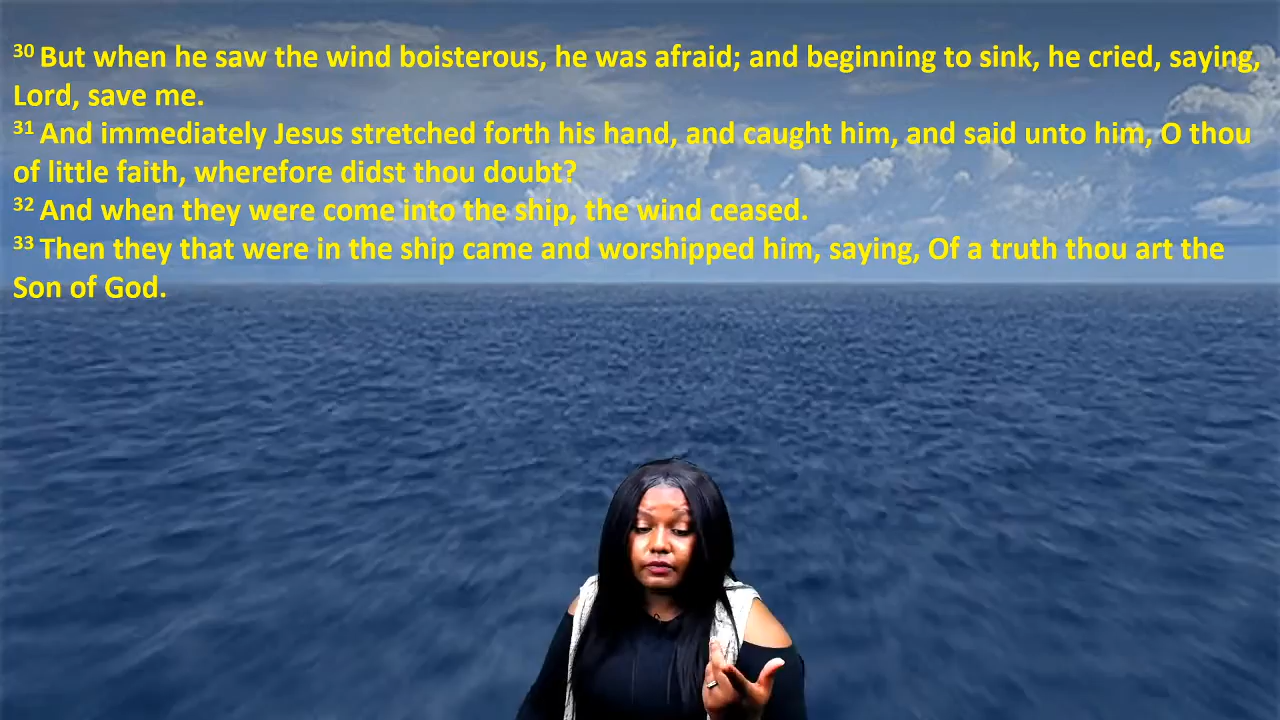 30 But when he saw the wind boisterous, he was afraid; and beginning to sink, he cried, saying,
Lord, save me.
31 And immediately Jesus stretched forth his hand, and caught him, and said unto him, O thou
of little faith, wherefore didst thou doubt?
32 And when they were come into the ship, the wind ceased.
33 Then they that were in the ship came and worshipped him, saying, Of a truth thou art the
Son of God.